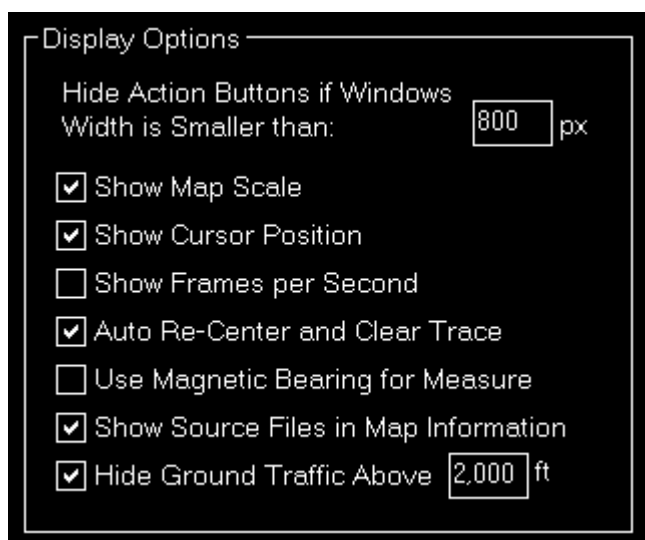 Display Options
Hide Action Buttons if Windows
Width is Smaller than: 800 px
Show Map Scale
Show Cursor Position
Show Frames per Second
Auto Re-Center and Clear Trace
Use Magnetic Bearing for Measure
Show Source Files in Map Information
Hide Ground Traffic Above 2,000 ft